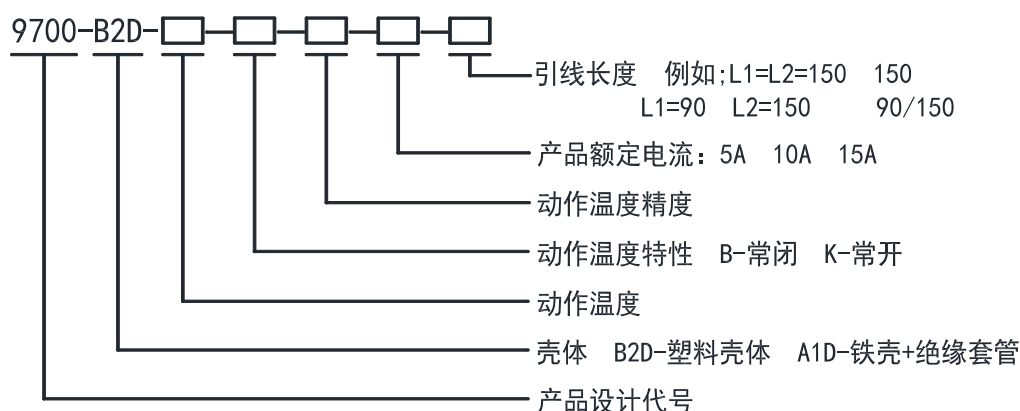 9700-B2D-□-□-□-□-□
引线长度 例如;L1=L2=150 150
L1=90 L2=150 90/150
产品额定电流: 5A 10A 15A
动作温度精度
动作温度特性 B-常闭 K-常开
动作温度
壳体 B2D-塑料壳体 A1D-铁壳+绝缘套管
产品设计代号